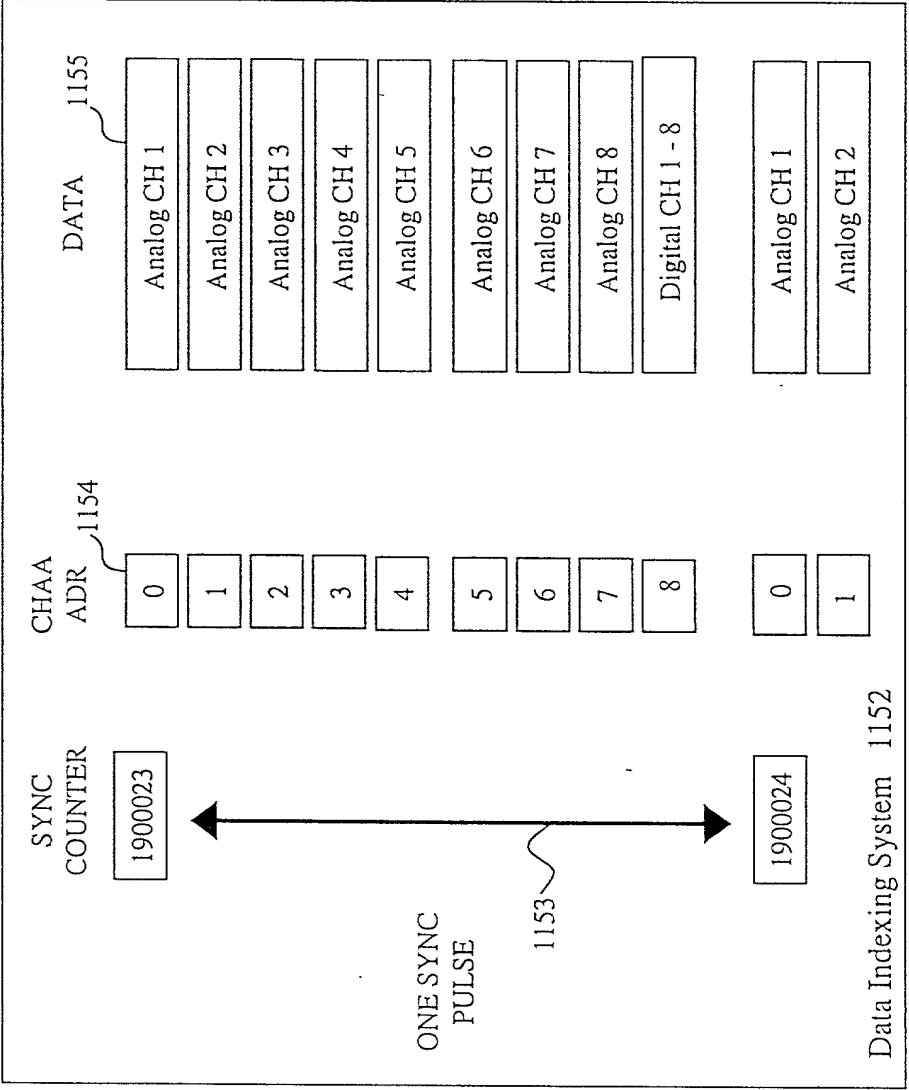 SYNC
COUNTER
CHAA
ADR
DATA
1154
1155
1900023
0
Analog CH 1
1
Analog CH 2
2
Analog CH 3
3
Analog CH 4
4
Analog CH 5
ONE SYNC
PULSE
1153
5
Analog CH 6
6
Analog CH 7
7
Analog CH 8
8
Digital CH 1 - 8
1900024
0
Analog CH 1
1
Analog CH 2
Data Indexing System 1152